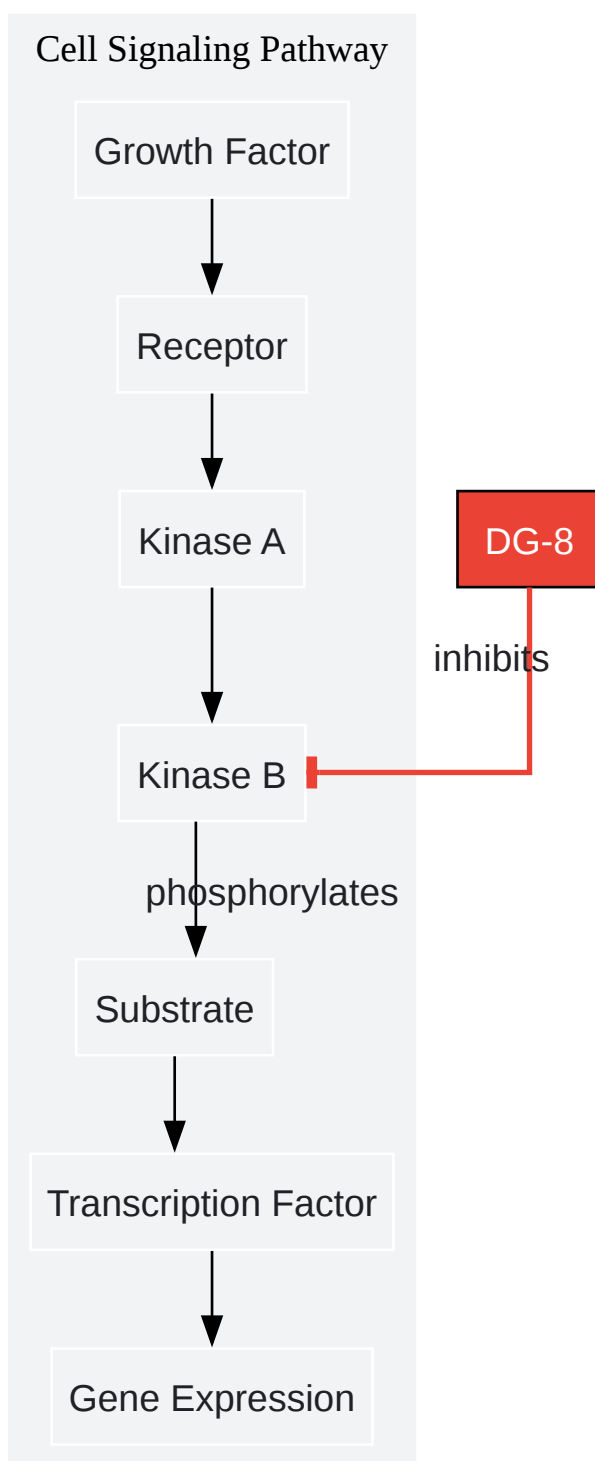 Cell Signaling Pathway
Growth Factor
Receptor
Kinase A
DG-8
inhibits
Kinase B
phosphorylates
Substrate
Transcription Factor
Gene Expression